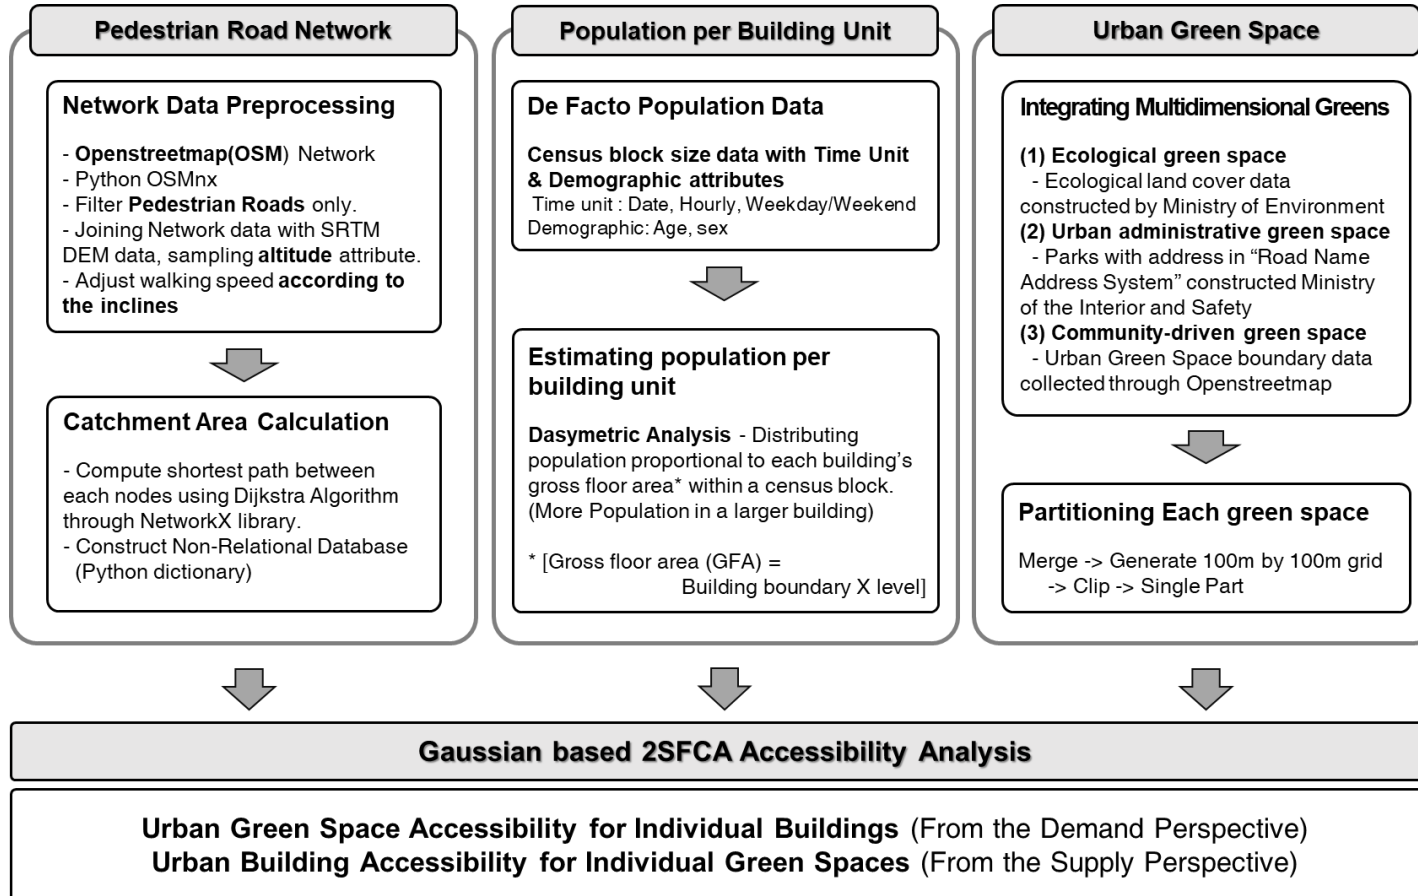 Pedestrian Road Network
Network Data Preprocessing
- Openstreetmap(OSM) Network
- Python OSMnx
- Filter Pedestrian Roads only.
- Joining Network data with SRTM
DEM data, sampling altitude attribute.
- Adjust walking speed according to
the inclines
Catchment Area Calculation
- Compute shortest path between
each nodes using Dijkstra Algorithm
through NetworkX library.
- Construct Non-Relational Database
(Python dictionary)
Population per Building Unit
De Facto Population Data
Census block size data with Time Unit
& Demographic attributes
Time unit : Date, Hourly, Weekday/Weekend
Demographic: Age, sex
Estimating population per
building unit
Dasymetric Analysis - Distributing
population proportional to each building's
gross floor area* within a census block.
(More Population in a larger building)
* [Gross floor area (GFA) =
Building boundary X level]
Urban Green Space
Integrating Multidimensional Greens
(1) Ecological green space
- Ecological land cover data
constructed by Ministry of Environment
(2) Urban administrative green space
- Parks with address in “Road Name
Address System” constructed Ministry
of the Interior and Safety
(3) Community-driven green space
- Urban Green Space boundary data
collected through Openstreetmap
Partitioning Each green space
Merge -> Generate 100m by 100m grid
-> Clip -> Single Part
Gaussian based 2SFCA Accessibility Analysis
Urban Green Space Accessibility for Individual Buildings (From the Demand Perspective)
Urban Building Accessibility for Individual Green Spaces (From the Supply Perspective)